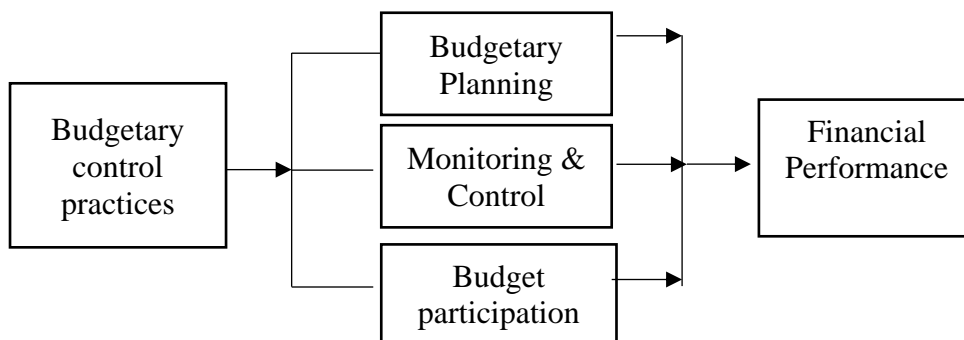 Budgetary
control
practices
Budgetary
Planning
Monitoring &
Control
Budget
participation
Financial
Performance